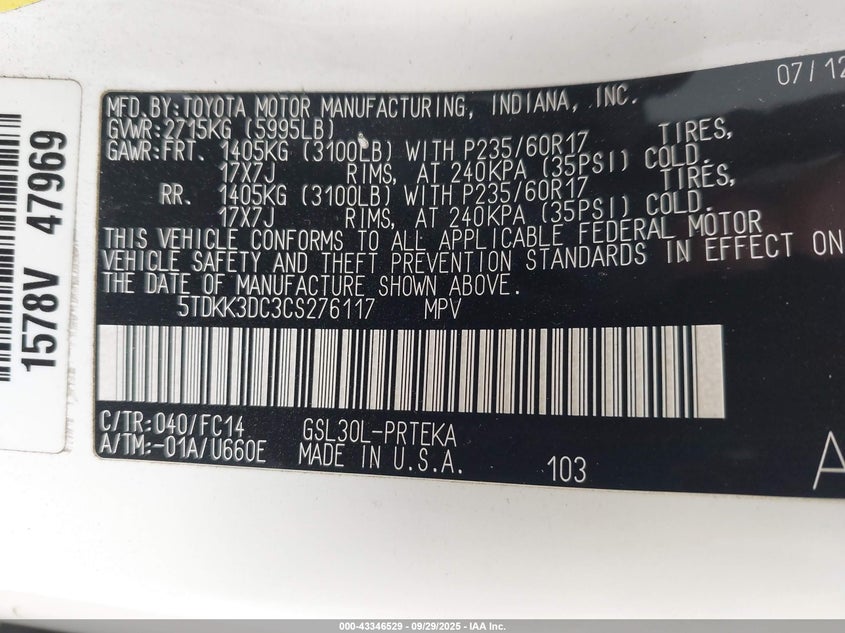 07/12
MFD.BY:TOYOTA MOTOR MANUFACTURING, INDIANA, INC.
GVWR:2715KG (5995LB)
GAWR:FRT. 1405KG (3100LB) WITH P235/60R17 TIRES,
17X7J RIMS, AT 240KPA (35PSI) COLD.
RR. 1405KG (3100LB) WITH P235/60R17 TIRES,
17X7J RIMS, AT 240KPA (35PSI) COLD.
THIS VEHICLE CONFORMS TO ALL APPLICABLE FEDERAL MOTOR
VEHICLE SAFETY AND THEFT PREVENTION STANDARDS IN EFFECT ON
THE DATE OF MANUFACTURE SHOWN ABOVE.
5TDKK3DC3CS276117 MPV
C/TR:040/FC14 GSL30L-PRTEKA
A/TM:-01A/U660E MADE IN U.S.A. 103
A
1578V 47969
000-43346529 - 09/29/2025 - IAA Inc.